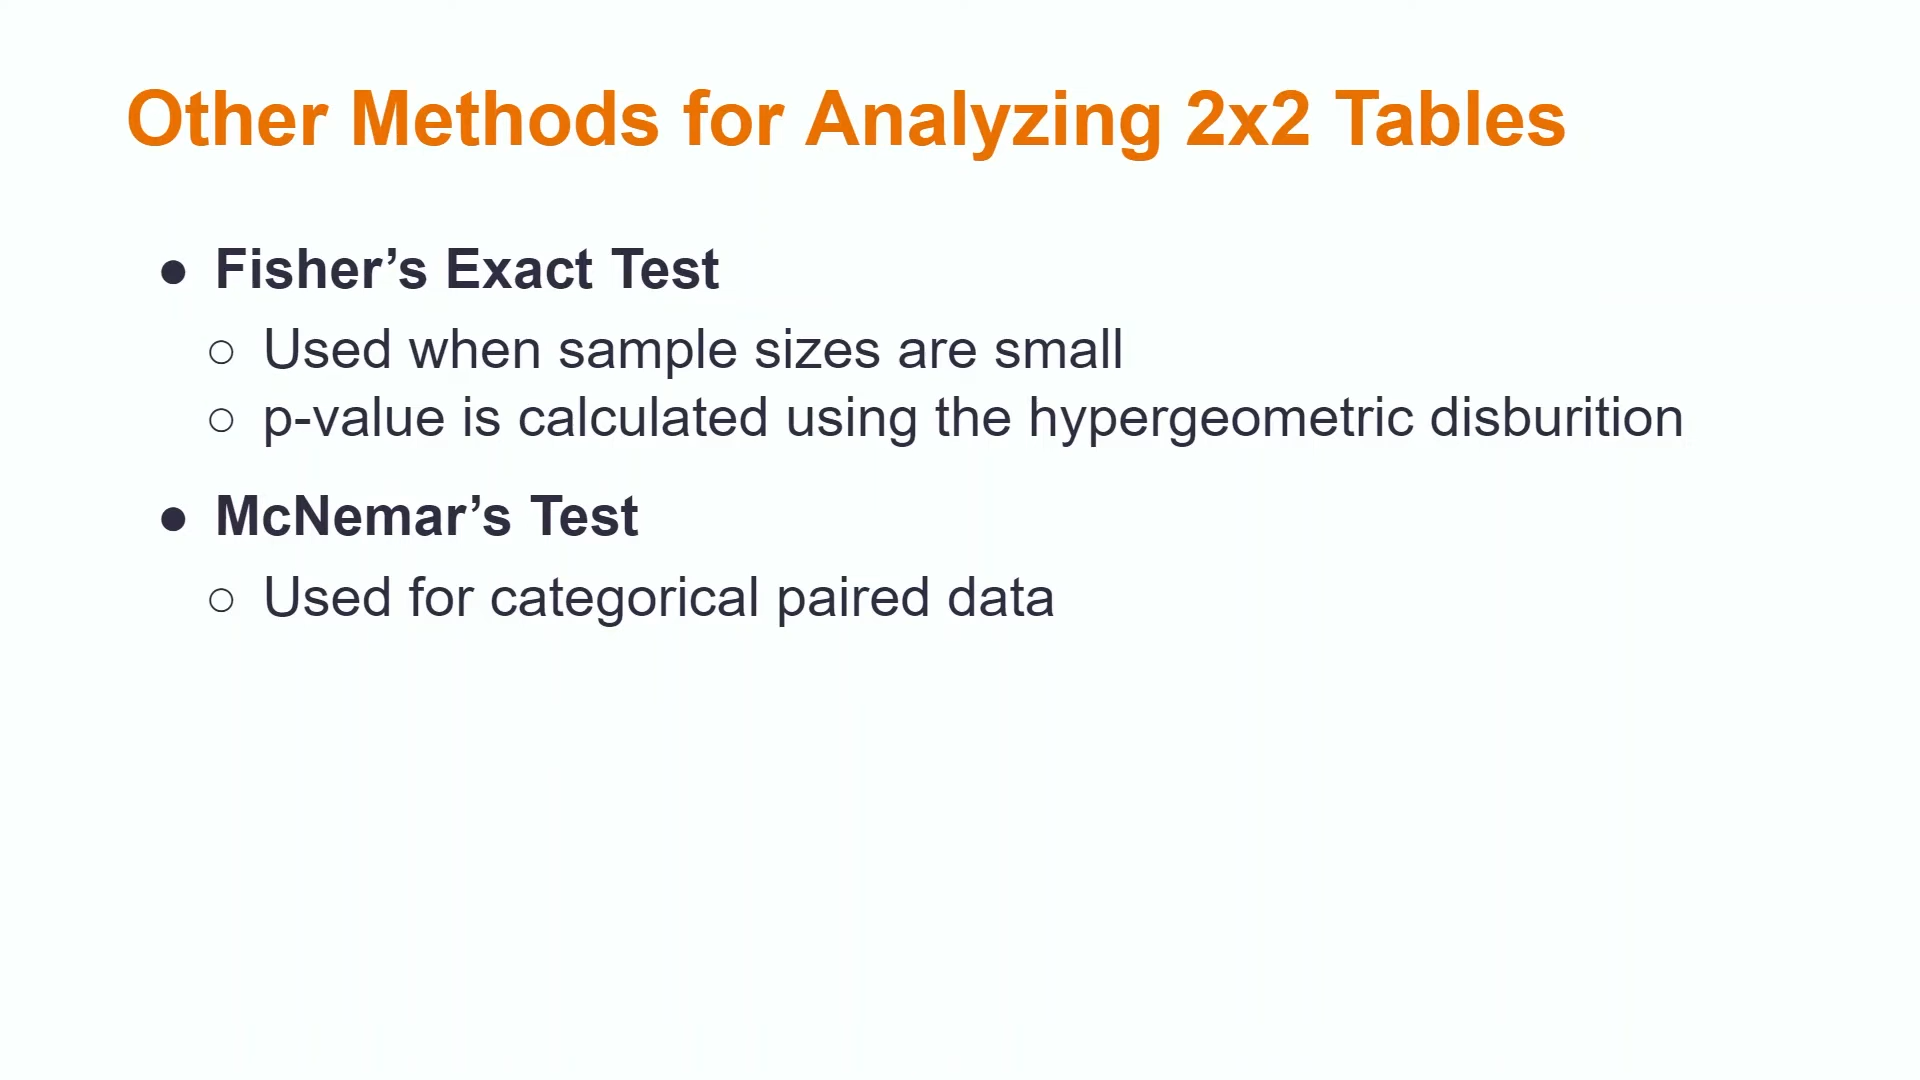 Other Methods for Analyzing 2x2 Tables
● Fisher’s Exact Test
○ Used when sample sizes are small
○ p-value is calculated using the hypergeometric disburition
● McNemar’s Test
○ Used for categorical paired data